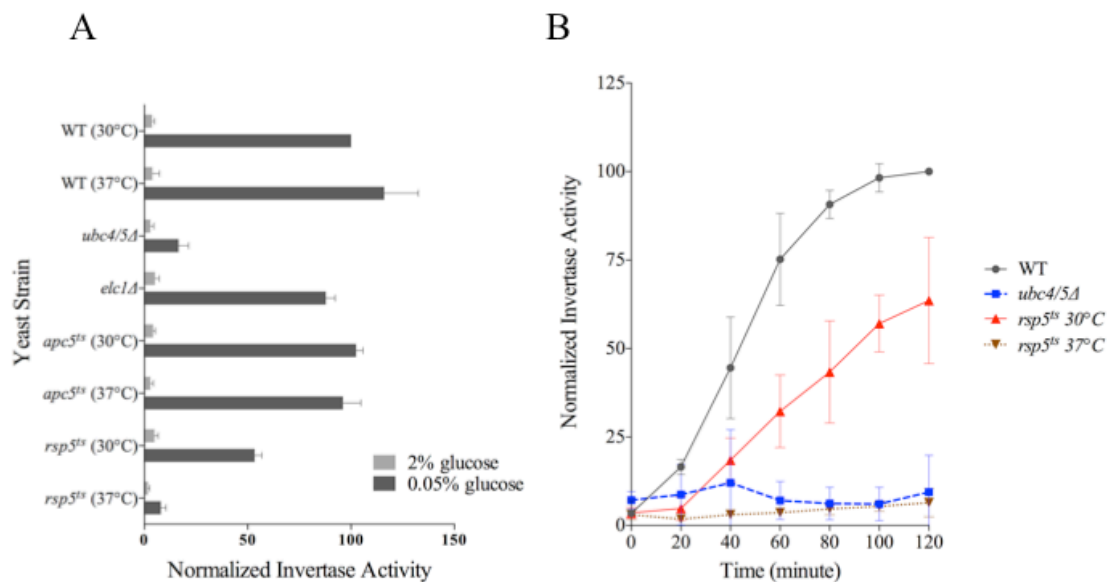 A
Yeast Strain
WT (30°C)
WT (37°C)
ubc4/5Δ
elc1Δ
apc5ts (30°C)
apc5ts (37°C)
rsp5ts (30°C)
rsp5ts (37°C)
2% glucose
0.05% glucose
0 50 100 150
Normalized Invertase Activity
B
Normalized Invertase Activity
125
100
75
50
25
0
0 20 40 60 80 100 120
Time (minute)
WT
ubc4/5Δ
rsp5ts 30°C
rsp5ts 37°C